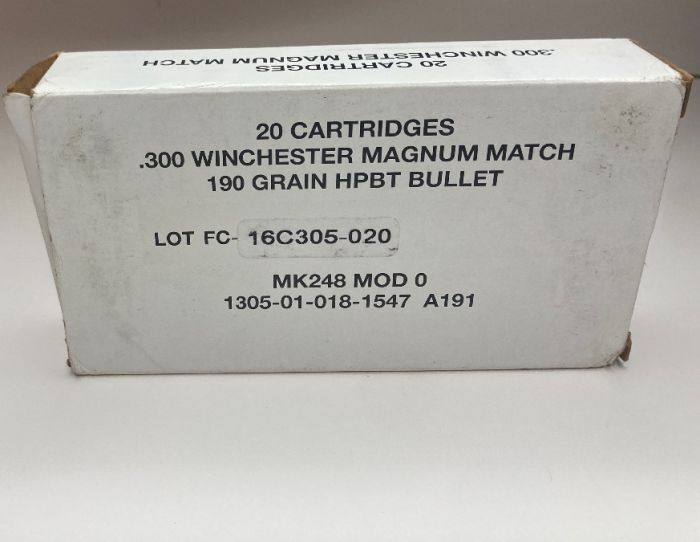 .300 WINCHESTER MAGNUM MATCH
20 CARTRIDGES
20 CARTRIDGES
.300 WINCHESTER MAGNUM MATCH
190 GRAIN HPBT BULLET
LOT FC- 16C305-020
MK248 MOD 0
1305-01-018-1547 A191